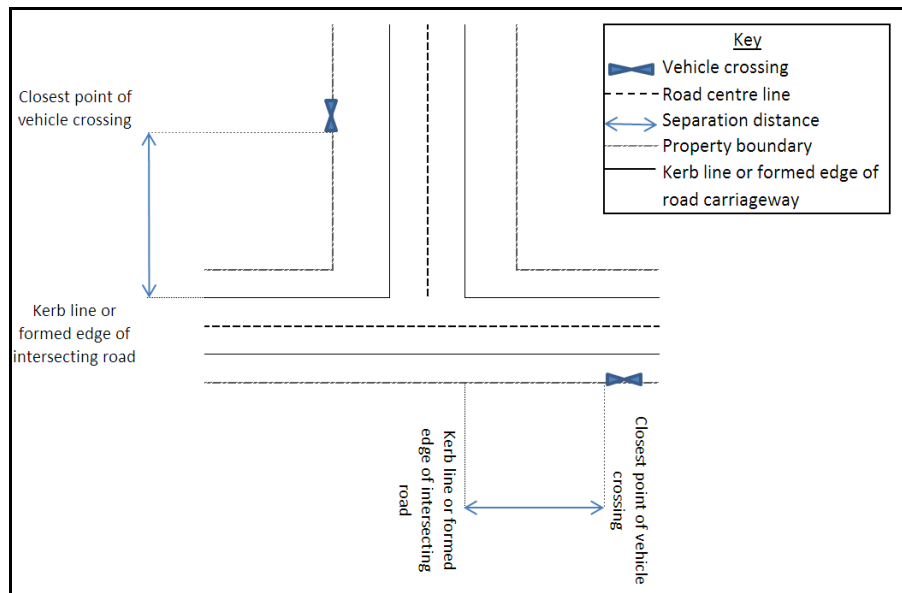 Closest point of
vehicle crossing
Kerb line or
formed edge of
intersecting road
Key
Vehicle crossing
Road centre line
Separation distance
Property boundary
Kerb line or formed edge of
road carriageway
Kerb line or formed
edge of intersecting
road
Closest point of vehicle
crossing